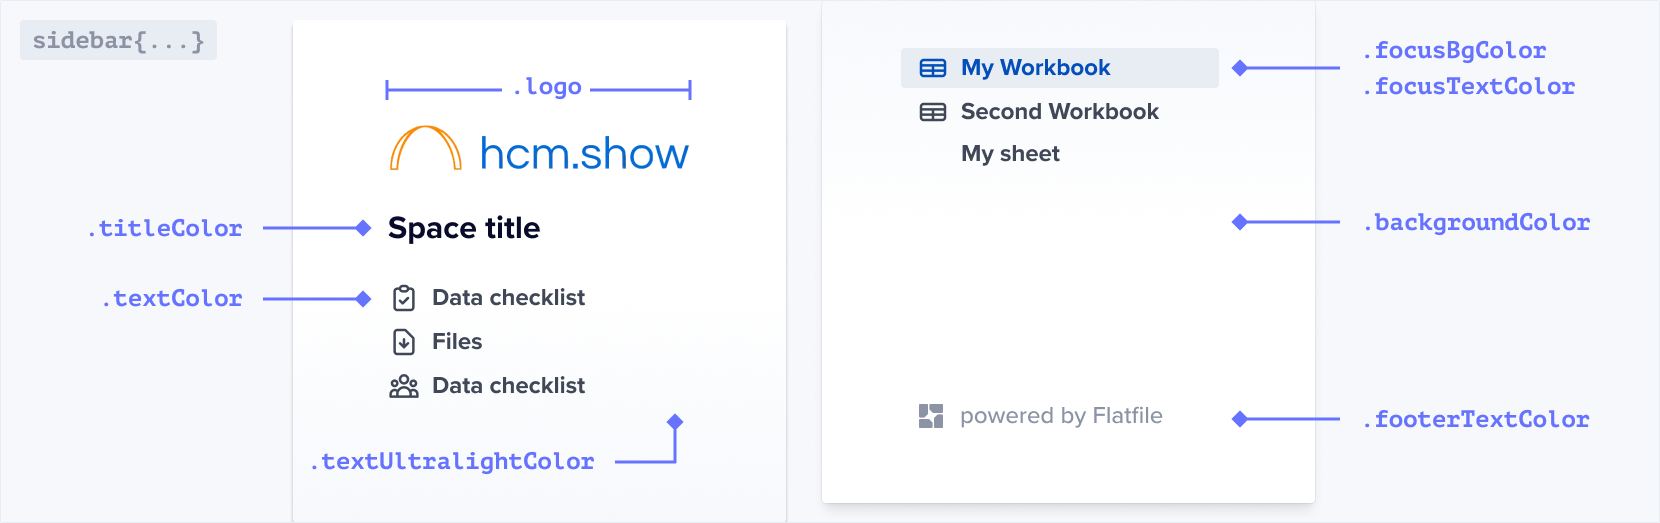 sidebar{...}
.logo
hcm.show
.titleColor
Space title
.textColor
Data checklist
Files
Data checklist
.textUltralightColor
My Workbook
.focusBgColor
.focusTextColor
Second Workbook
My sheet
.backgroundColor
powered by Flatfile
.footerTextColor